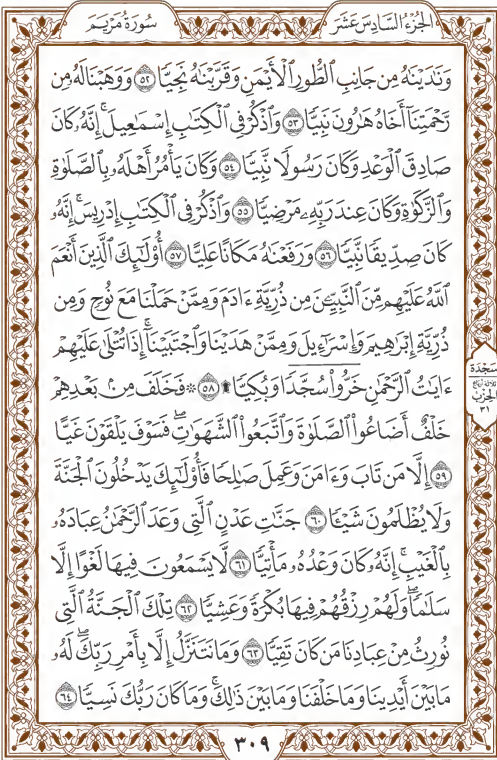 الجزء السادس عشر
سورة مريم
وَنَٰدَيْنَٰهُ مِن جَانِبِ ٱلطُّورِ ٱلْأَيْمَنِ وَقَرَّبْنَٰهُ نَجِيًّا ۝٥٢ وَوَهَبْنَا لَهُۥ مِن
رَّحْمَتِنَآ أَخَاهُ هَٰرُونَ نَبِيًّا ۝٥٣ وَٱذْكُرْ فِى ٱلْكِتَٰبِ إِسْمَٰعِيلَ ۚ إِنَّهُۥ كَانَ
صَادِقَ ٱلْوَعْدِ وَكَانَ رَسُولًا نَّبِيًّا ۝٥٤ وَكَانَ يَأْمُرُ أَهْلَهُۥ بِٱلصَّلَوٰةِ
وَٱلزَّكَوٰةِ وَكَانَ عِندَ رَبِّهِۦ مَرْضِيًّا ۝٥٥ وَٱذْكُرْ فِى ٱلْكِتَٰبِ إِدْرِيسَ ۚ إِنَّهُۥ
كَانَ صِدِّيقًا نَّبِيًّا ۝٥٦ وَرَفَعْنَٰهُ مَكَانًا عَلِيًّا ۝٥٧ أُو۟لَٰٓئِكَ ٱلَّذِينَ أَنْعَمَ
ٱللَّهُ عَلَيْهِم مِّنَ ٱلنَّبِيِّـۧنَ مِن ذُرِّيَّةِ ءَادَمَ وَمِمَّنْ حَمَلْنَا مَعَ نُوحٍ وَمِن
ذُرِّيَّةِ إِبْرَٰهِيمَ وَإِسْرَٰٓءِيلَ وَمِمَّنْ هَدَيْنَا وَٱجْتَبَيْنَآ ۚ إِذَا تُتْلَىٰ عَلَيْهِمْ
ءَايَٰتُ ٱلرَّحْمَٰنِ خَرُّوا۟ سُجَّدًا وَبُكِيًّا ۩ ۝٥٨ ۞ فَخَلَفَ مِنۢ بَعْدِهِمْ
خَلْفٌ أَضَاعُوا۟ ٱلصَّلَوٰةَ وَٱتَّبَعُوا۟ ٱلشَّهَوَٰتِ ۖ فَسَوْفَ يَلْقَوْنَ غَيًّا
۝٥٩ إِلَّا مَن تَابَ وَءَامَنَ وَعَمِلَ صَٰلِحًا فَأُو۟لَٰٓئِكَ يَدْخُلُونَ ٱلْجَنَّةَ
وَلَا يُظْلَمُونَ شَيْـًٔا ۝٦٠ جَنَّٰتِ عَدْنٍ ٱلَّتِى وَعَدَ ٱلرَّحْمَٰنُ عِبَادَهُۥ
بِٱلْغَيْبِ ۚ إِنَّهُۥ كَانَ وَعْدُهُۥ مَأْتِيًّا ۝٦١ لَّا يَسْمَعُونَ فِيهَا لَغْوًا إِلَّا
سَلَٰمًا ۖ وَلَهُمْ رِزْقُهُمْ فِيهَا بُكْرَةً وَعَشِيًّا ۝٦٢ تِلْكَ ٱلْجَنَّةُ ٱلَّتِى
نُورِثُ مِنْ عِبَادِنَا مَن كَانَ تَقِيًّا ۝٦٣ وَمَا نَتَنَزَّلُ إِلَّا بِأَمْرِ رَبِّكَ ۖ لَهُۥ
مَا بَيْنَ أَيْدِينَا وَمَا خَلْفَنَا وَمَا بَيْنَ ذَٰلِكَ ۚ وَمَا كَانَ رَبُّكَ نَسِيًّا ۝٦٤
سجدة
ثلاثة أرباع
الحزب
٣١
٣٠٩